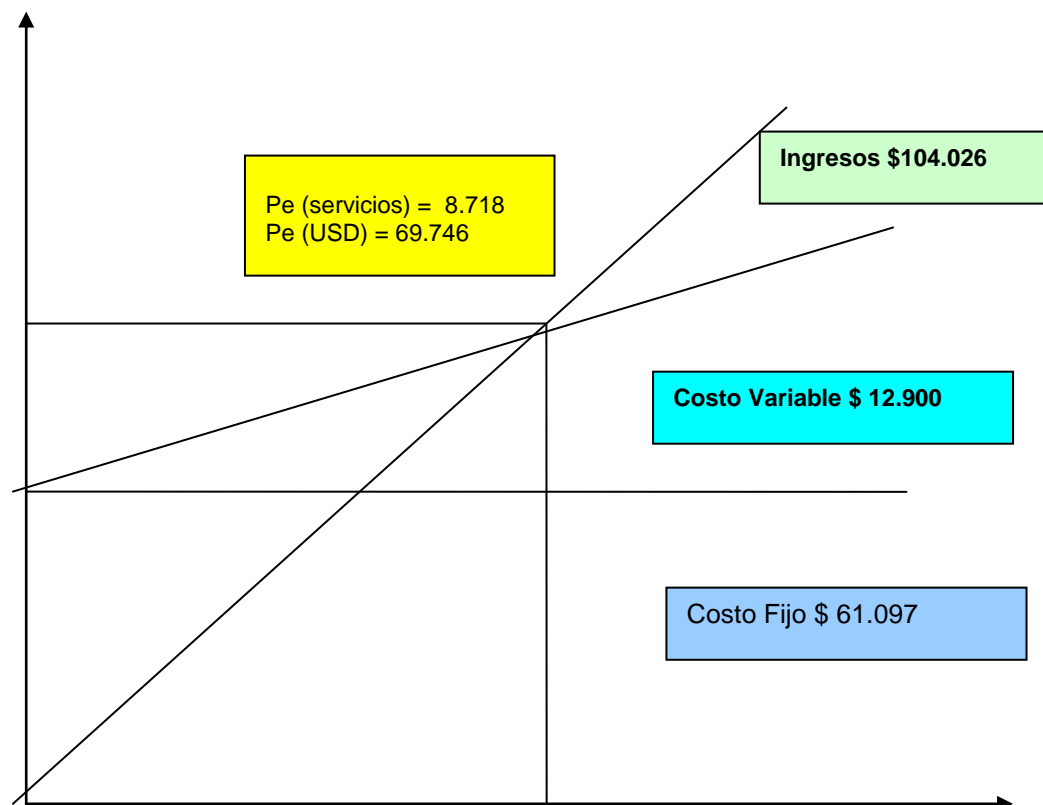 Ingresos $104.026
Pe (servicios) = 8.718
Pe (USD) = 69.746
Costo Variable $ 12.900
Costo Fijo $ 61.097